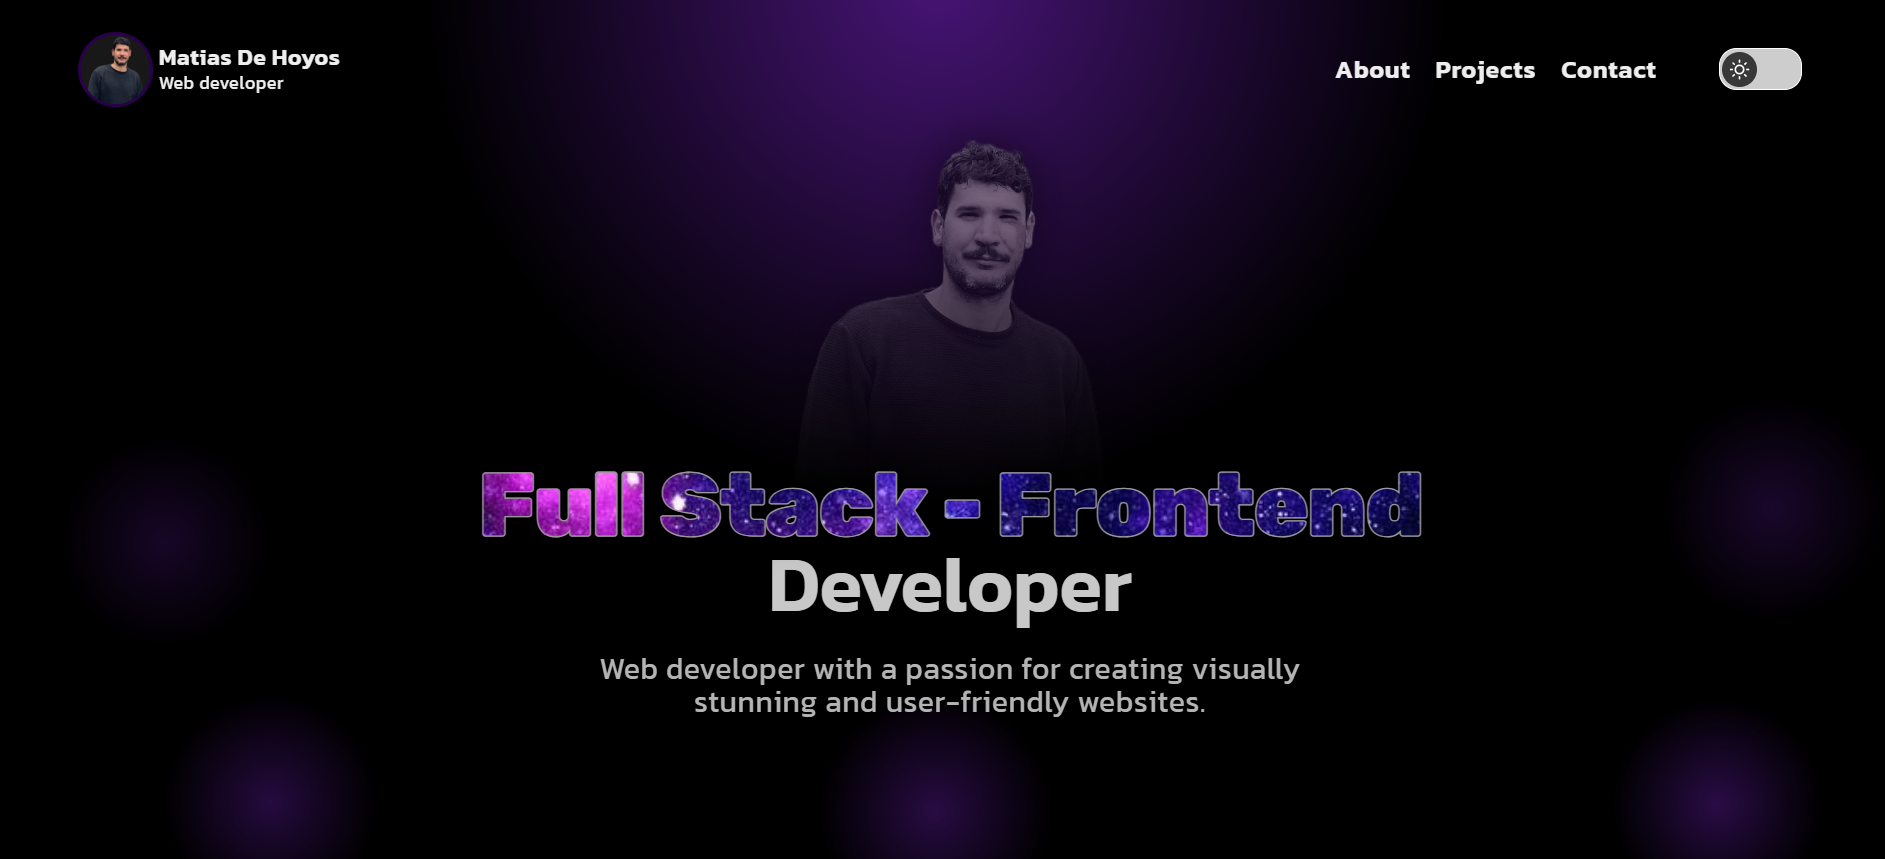 Matias De Hoyos
Web developer
About Projects Contact
Full Stack - Frontend
Developer
Web developer with a passion for creating visually
stunning and user-friendly websites.